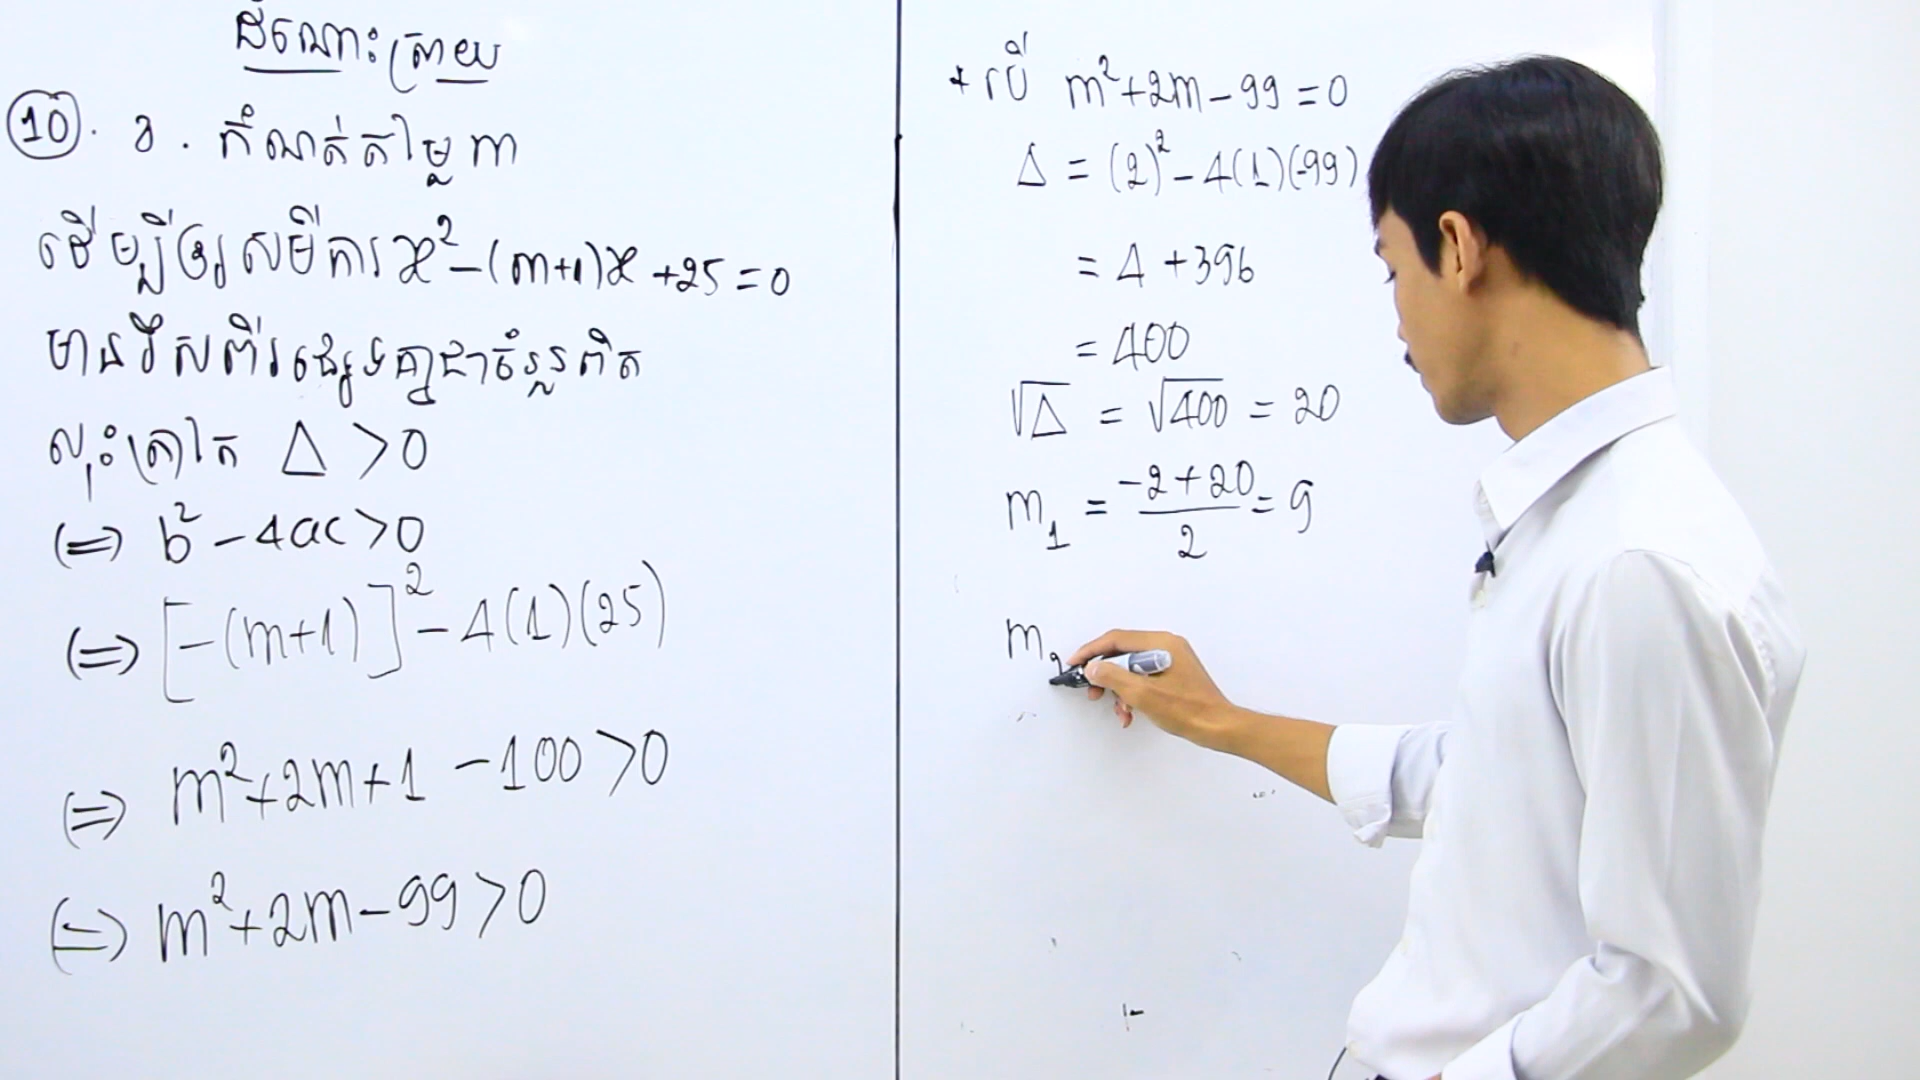 ដំណោះស្រាយ
10. ១. កំណត់តម្លៃ m
ដើម្បីឲ្យសមីការ x² - (m+1)x + 25 = 0
មានរឹសពីរផ្សេងគ្នាជាចំនួនពិត
លុះត្រាតែ Δ > 0
(=) b² - 4ac > 0
(=) [-(m+1)]² - 4(1)(25)
(=) m² + 2m + 1 - 100 > 0
(=) m² + 2m - 99 > 0
+ បើ m² + 2m - 99 = 0
Δ = (2)² - 4(1)(-99)
= 4 + 396
= 400
√Δ = √400 = 20
m₁ = (-2 + 20)/2 = 9
m₂